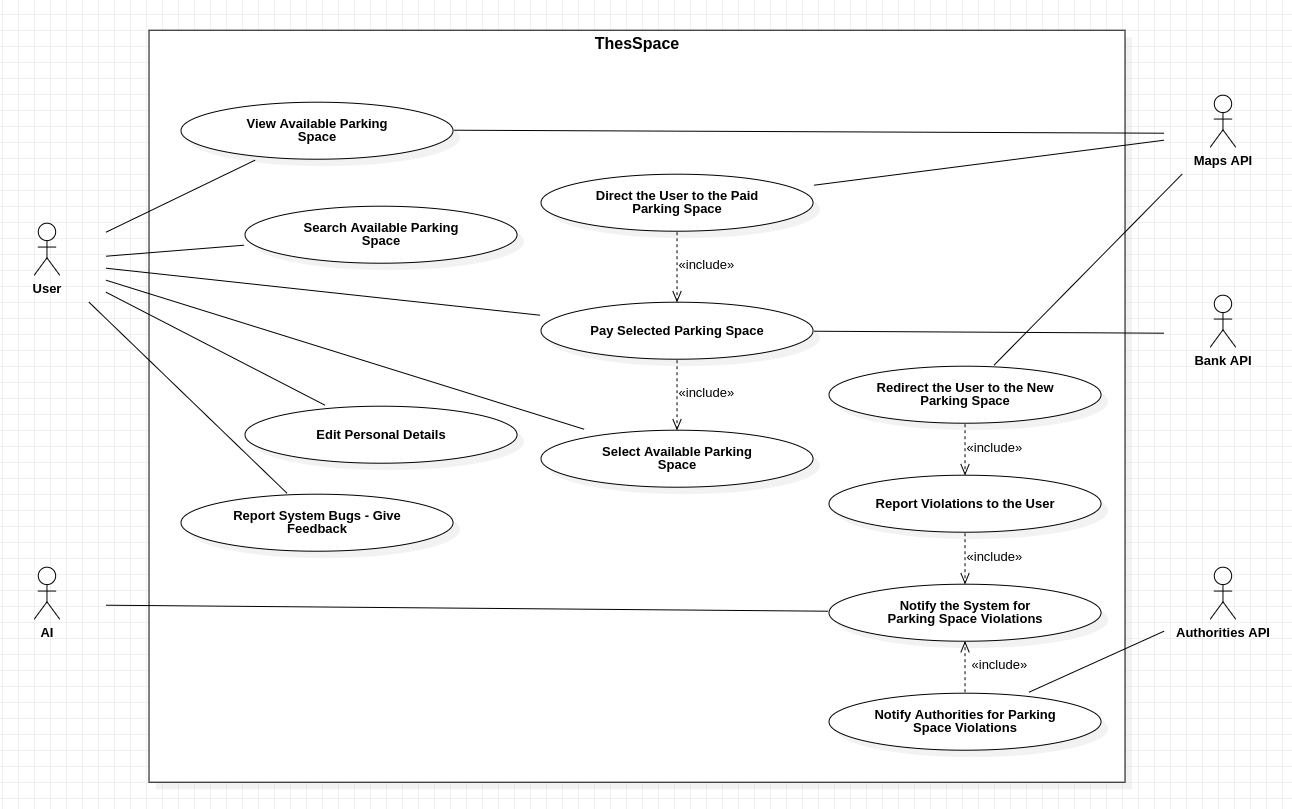 ThesSpace
View Available Parking
Space
Maps API
Direct the User to the Paid
Parking Space
Search Available Parking
Space
«include»
User
Pay Selected Parking Space
Bank API
Redirect the User to the New
Parking Space
«include»
Edit Personal Details
Select Available Parking
Space
«include»
Report Violations to the User
Report System Bugs - Give
Feedback
«include»
AI
Notify the System for
Parking Space Violations
Authorities API
«include»
Notify Authorities for Parking
Space Violations